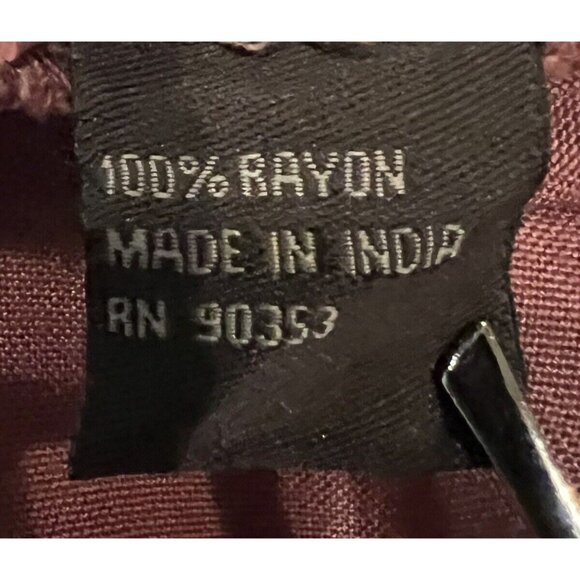 100% RAYON
MADE IN INDIA
RN 90353